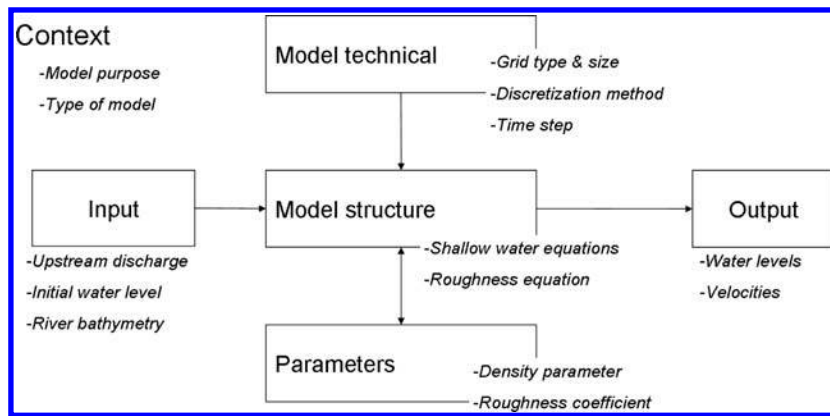 Context
-Model purpose
-Type of model
Model technical
-Grid type & size
-Discretization method
-Time step
Input
-Upstream discharge
-Initial water level
-River bathymetry
Model structure
-Shallow water equations
-Roughness equation
Output
-Water levels
-Velocities
Parameters
-Density parameter
-Roughness coefficient